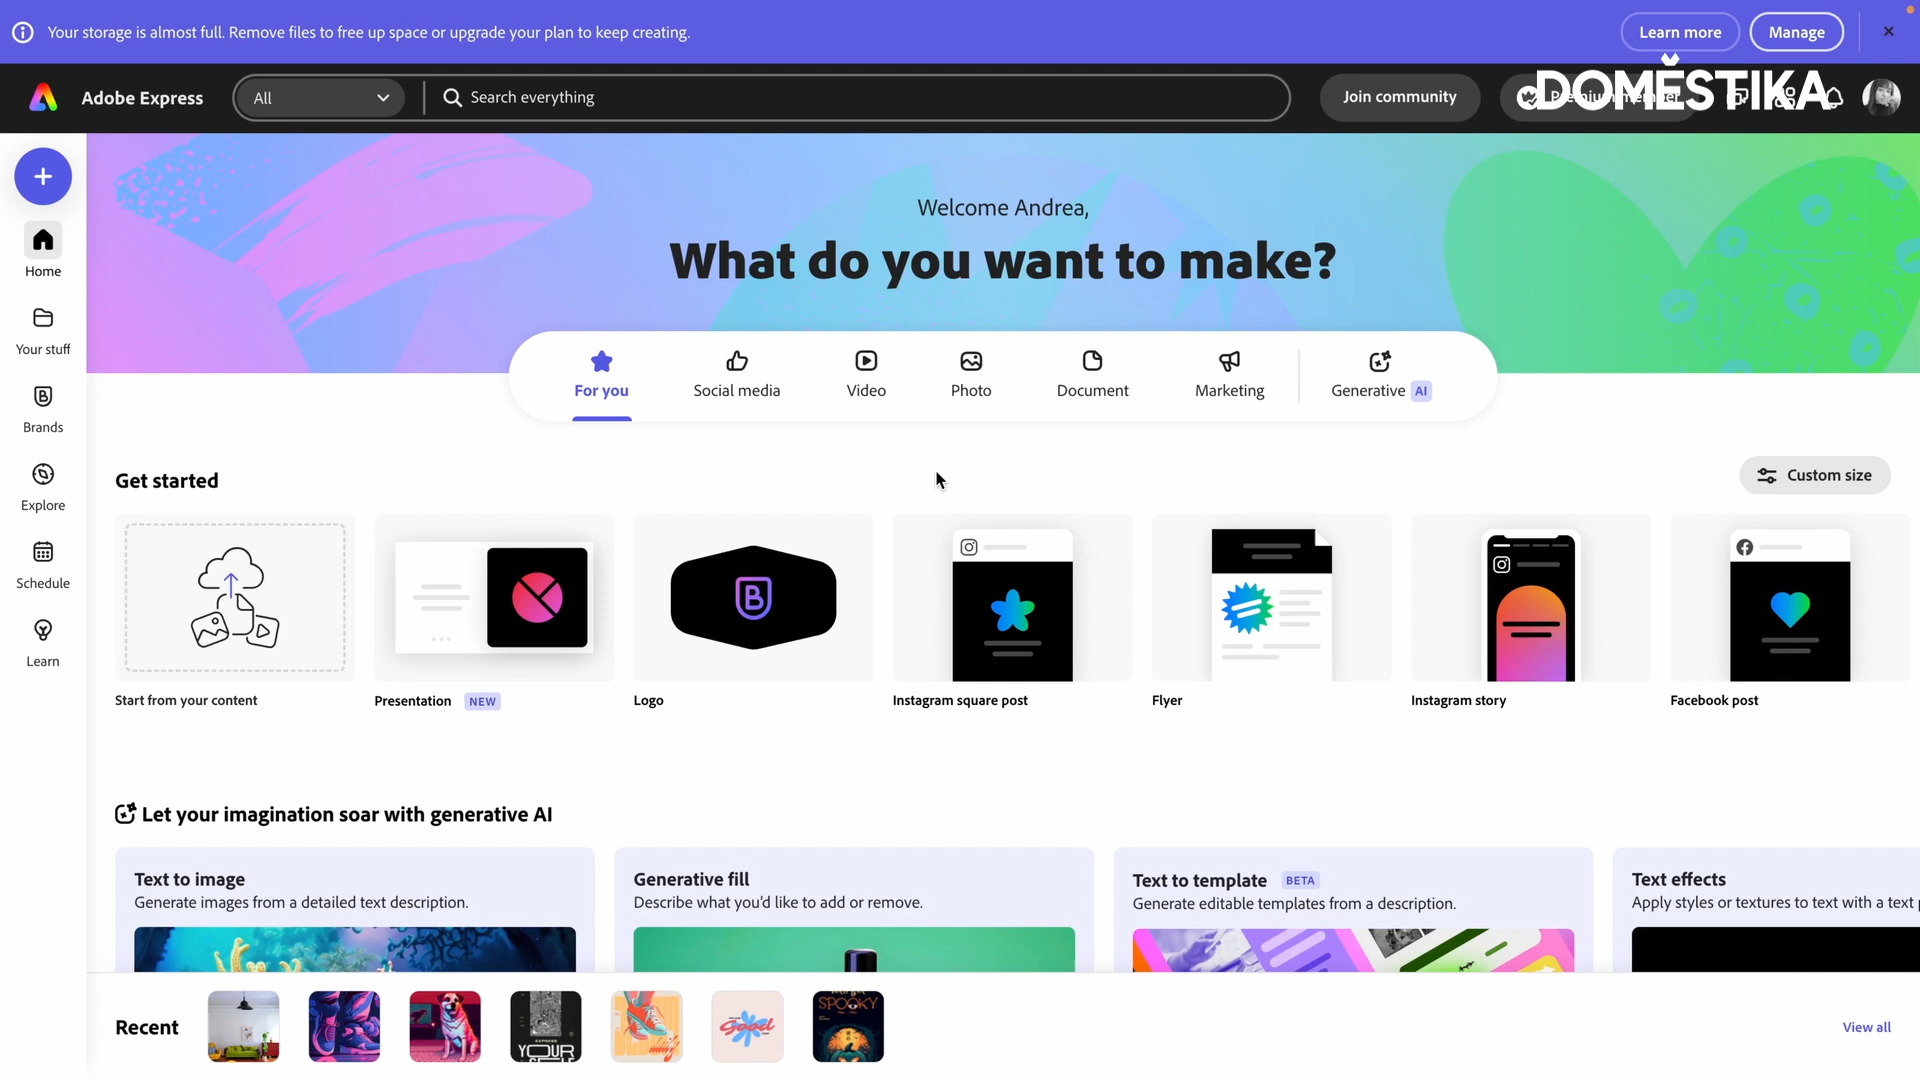 Your storage is almost full. Remove files to free up space or upgrade your plan to keep creating.
Learn more
Manage
Adobe Express
All
Search everything
Join community
Premium member
DOMESTIKA
Welcome Andrea,
What do you want to make?
Home
Your stuff
Brands
Explore
Schedule
Learn
For you
Social media
Video
Photo
Document
Marketing
Generative AI
Get started
Custom size
Start from your content
Presentation NEW
Logo
Instagram square post
Flyer
Instagram story
Facebook post
Let your imagination soar with generative AI
Text to image
Generate images from a detailed text description.
Generative fill
Describe what you'd like to add or remove.
Text to template BETA
Generate editable templates from a description.
Text effects
Apply styles or textures to text with a text
Recent
YOUR
Good
SPOOKY
View all